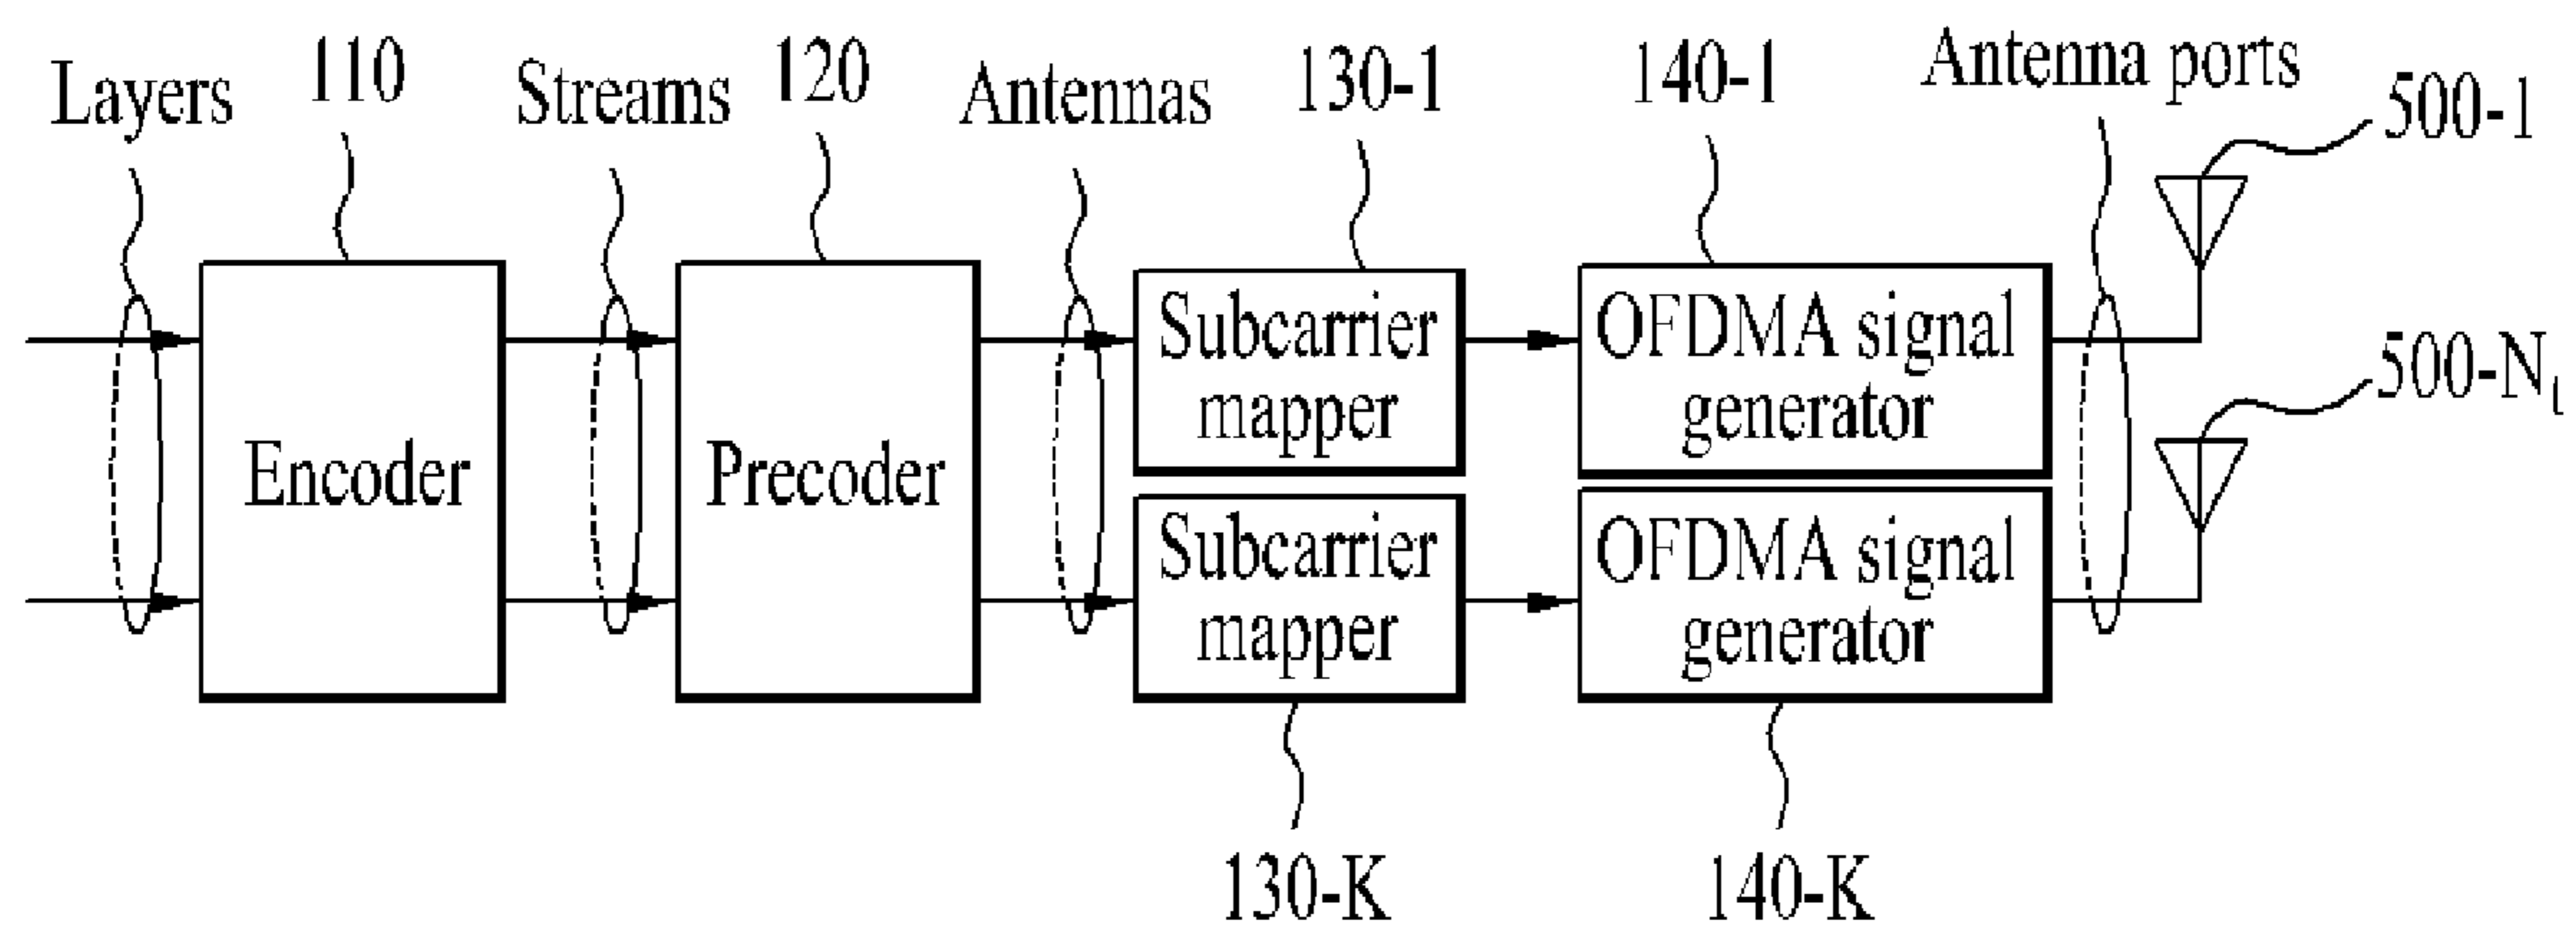 Layers
110
Streams
120
Antennas
130-1
140-1
Antenna ports
500-1
Encoder
Precoder
Subcarrier
mapper
OFDMA signal
generator
500-Nt
Subcarrier
mapper
OFDMA signal
generator
130-K
140-K